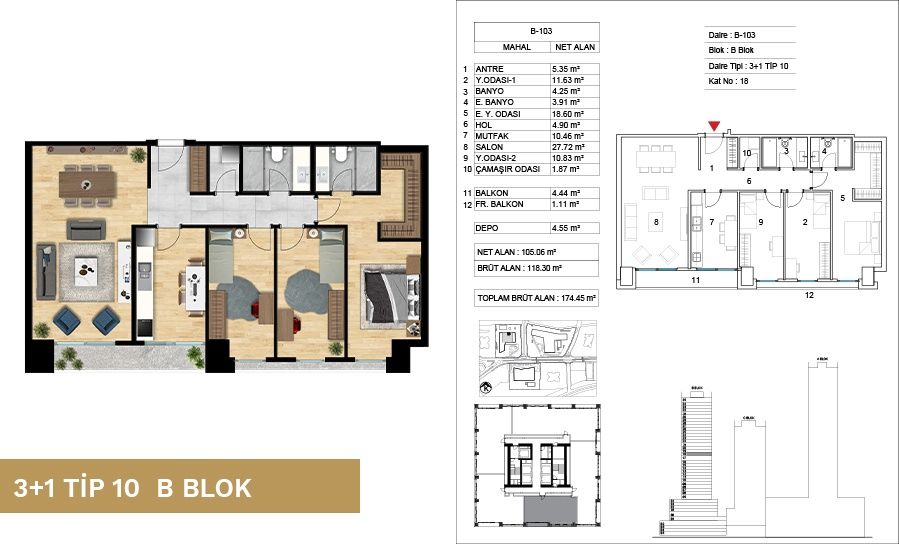 3+1 TİP 10 B BLOK
B-103
MAHAL NET ALAN
1 ANTRE 5.35 m²
2 Y.ODASI-1 11.63 m²
3 BANYO 4.25 m²
4 E. BANYO 3.91 m²
5 E. Y. ODASI 18.60 m²
6 HOL 4.90 m²
7 MUTFAK 10.46 m²
8 SALON 27.72 m²
9 Y.ODASI-2 10.83 m²
10 ÇAMAŞIR ODASI 1.87 m²
11 BALKON 4.44 m²
12 FR. BALKON 1.11 m²
DEPO 4.55 m²
NET ALAN : 105.06 m²
BRÜT ALAN : 118.30 m²
TOPLAM BRÜT ALAN : 174.45 m²
Daire : B-103
Blok : B Blok
Daire Tipi : 3+1 TİP 10
Kat No : 18
1
10
3
4
6
5
8
7
9
2
11
12
B BLOK
C BLOK
A BLOK